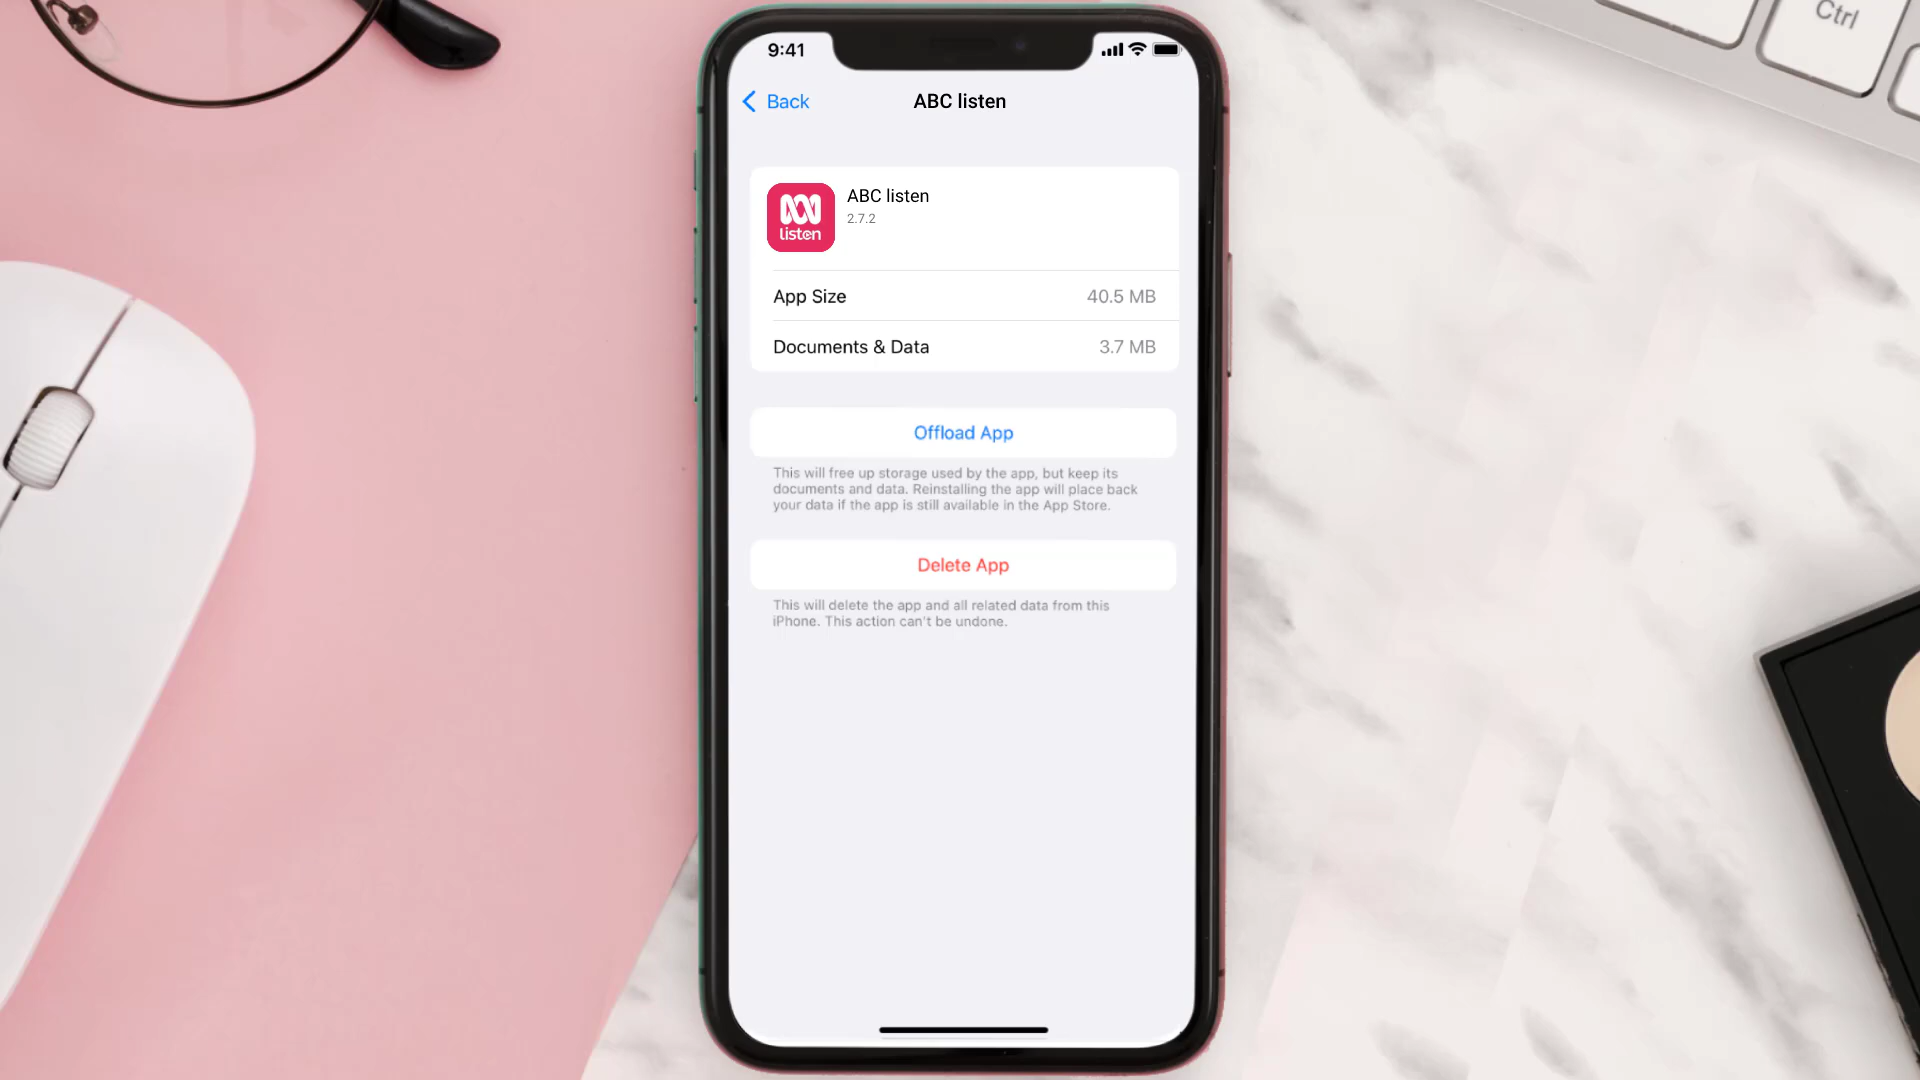 Ctrl
9:41
Back
ABC listen
listen
ABC listen
2.7.2
App Size 40.5 MB
Documents & Data 3.7 MB
Offload App
This will free up storage used by the app, but keep its
documents and data. Reinstalling the app will place back
your data if the app is still available in the App Store.
Delete App
This will delete the app and all related data from this
iPhone. This action can't be undone.